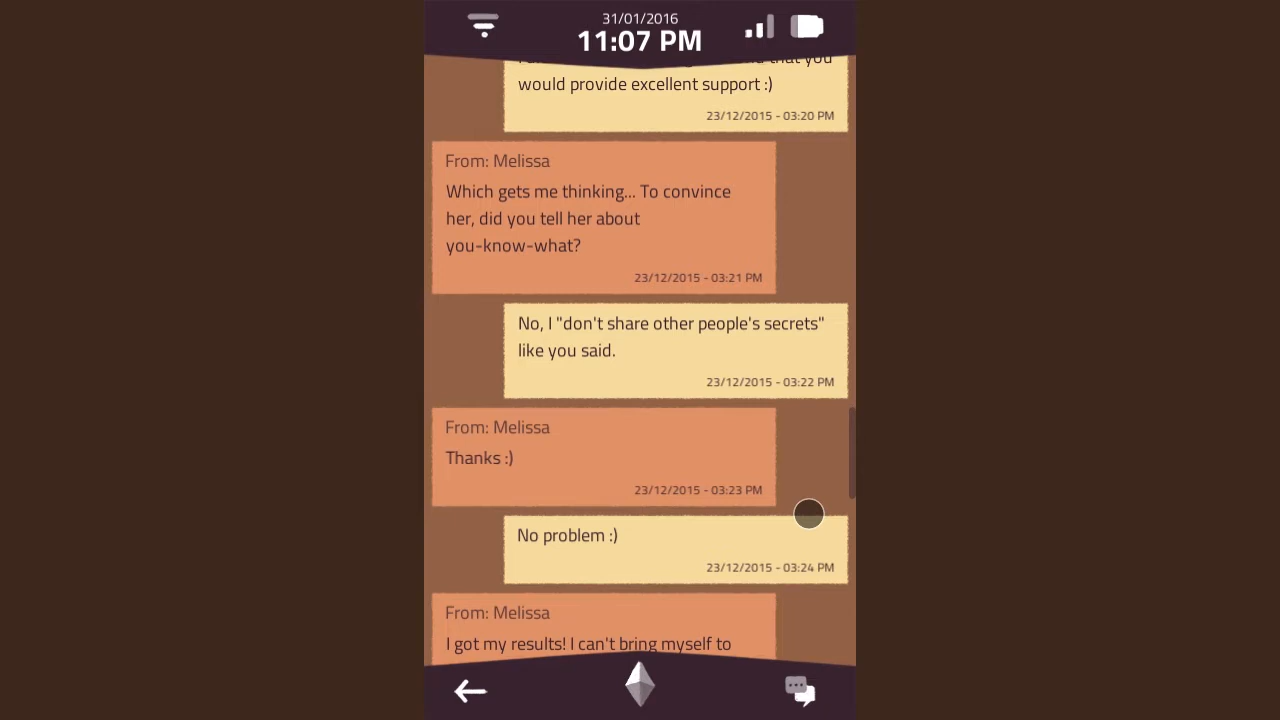 31/01/2016
11:07 PM
that you
would provide excellent support :)
23/12/2015 - 03:20 PM
From: Melissa
Which gets me thinking... To convince
her, did you tell her about
you-know-what?
23/12/2015 - 03:21 PM
No, I "don't share other people's secrets"
like you said.
23/12/2015 - 03:22 PM
From: Melissa
Thanks :)
23/12/2015 - 03:23 PM
No problem :)
23/12/2015 - 03:24 PM
From: Melissa
I got my results! I can't bring myself to